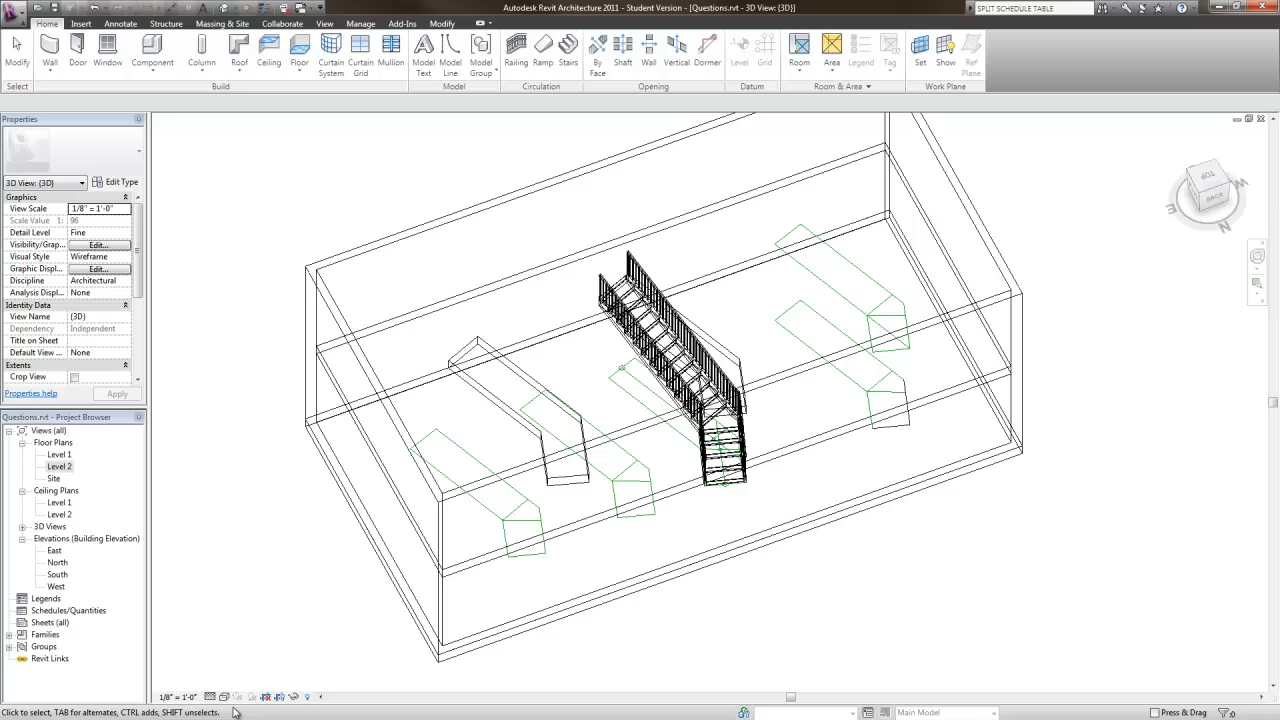 Autodesk Revit Architecture 2011 - Student Version - [Questions.rvt - 3D View: {3D}]
SPLIT SCHEDULE TABLE
Home Insert Annotate Structure Massing & Site Collaborate View Manage Add-Ins Modify
Modify Wall Door Window Component Column Roof Ceiling Floor Curtain System Curtain Grid Mullion Model Text Model Line Model Group Railing Ramp Stairs By Face Shaft Wall Vertical Dormer Level Grid Room Area Legend Tag Set Show Ref Plane
Select Build Model Circulation Opening Datum Room & Area Work Plane
Properties
3D View: {3D} Edit Type
Graphics
View Scale 1/8" = 1'-0"
Scale Value 1: 96
Detail Level Fine
Visibility/Grap... Edit...
Visual Style Wireframe
Graphic Displ... Edit...
Discipline Architectural
Analysis Displ... None
Identity Data
View Name {3D}
Dependency Independent
Title on Sheet
Default View ... None
Extents
Crop View
Properties help Apply
Questions.rvt - Project Browser
Views (all)
Floor Plans
Level 1
Level 2
Site
Ceiling Plans
Level 1
Level 2
3D Views
Elevations (Building Elevation)
East
North
South
West
Legends
Schedules/Quantities
Sheets (all)
Families
Groups
Revit Links
TOP
BACK
W
E
N
1/8" = 1'-0"
Click to select, TAB for alternates, CTRL adds, SHIFT unselects.
Main Model
Press & Drag
:0